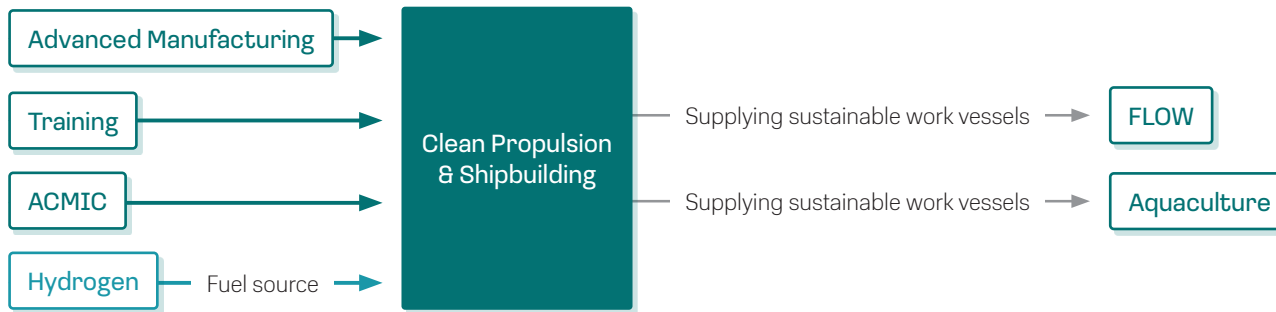 Advanced Manufacturing
Training
ACMIC
Hydrogen
Fuel source
Clean Propulsion
& Shipbuilding
Supplying sustainable work vessels
FLOW
Supplying sustainable work vessels
Aquaculture